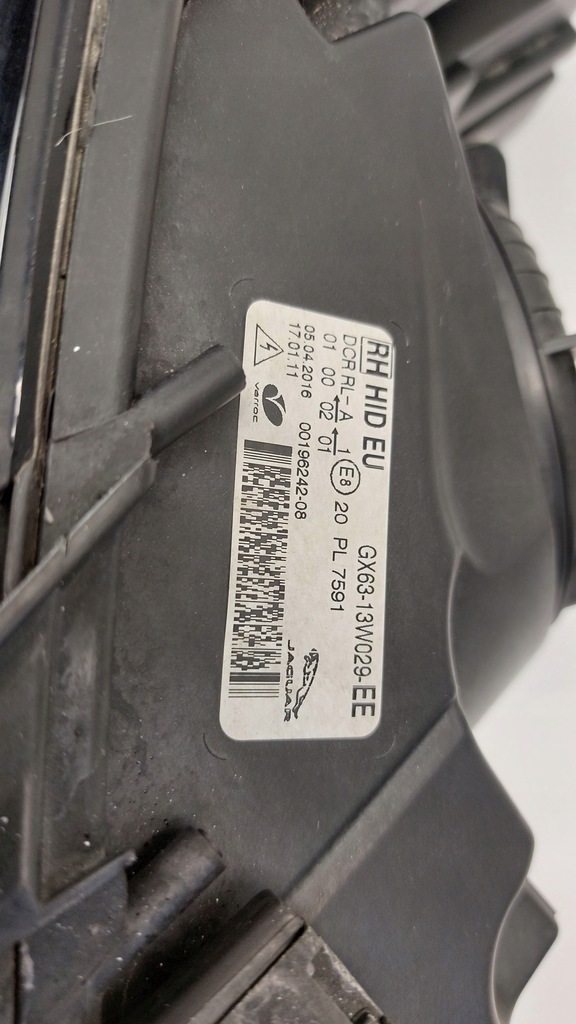 RH HID EU GX63-13W029-EE
DCR RL-A 1 E8 20 PL 7591
01 00 02 01
05.04.2016 00196242-08
17.01.11
varroc
JAGUAR